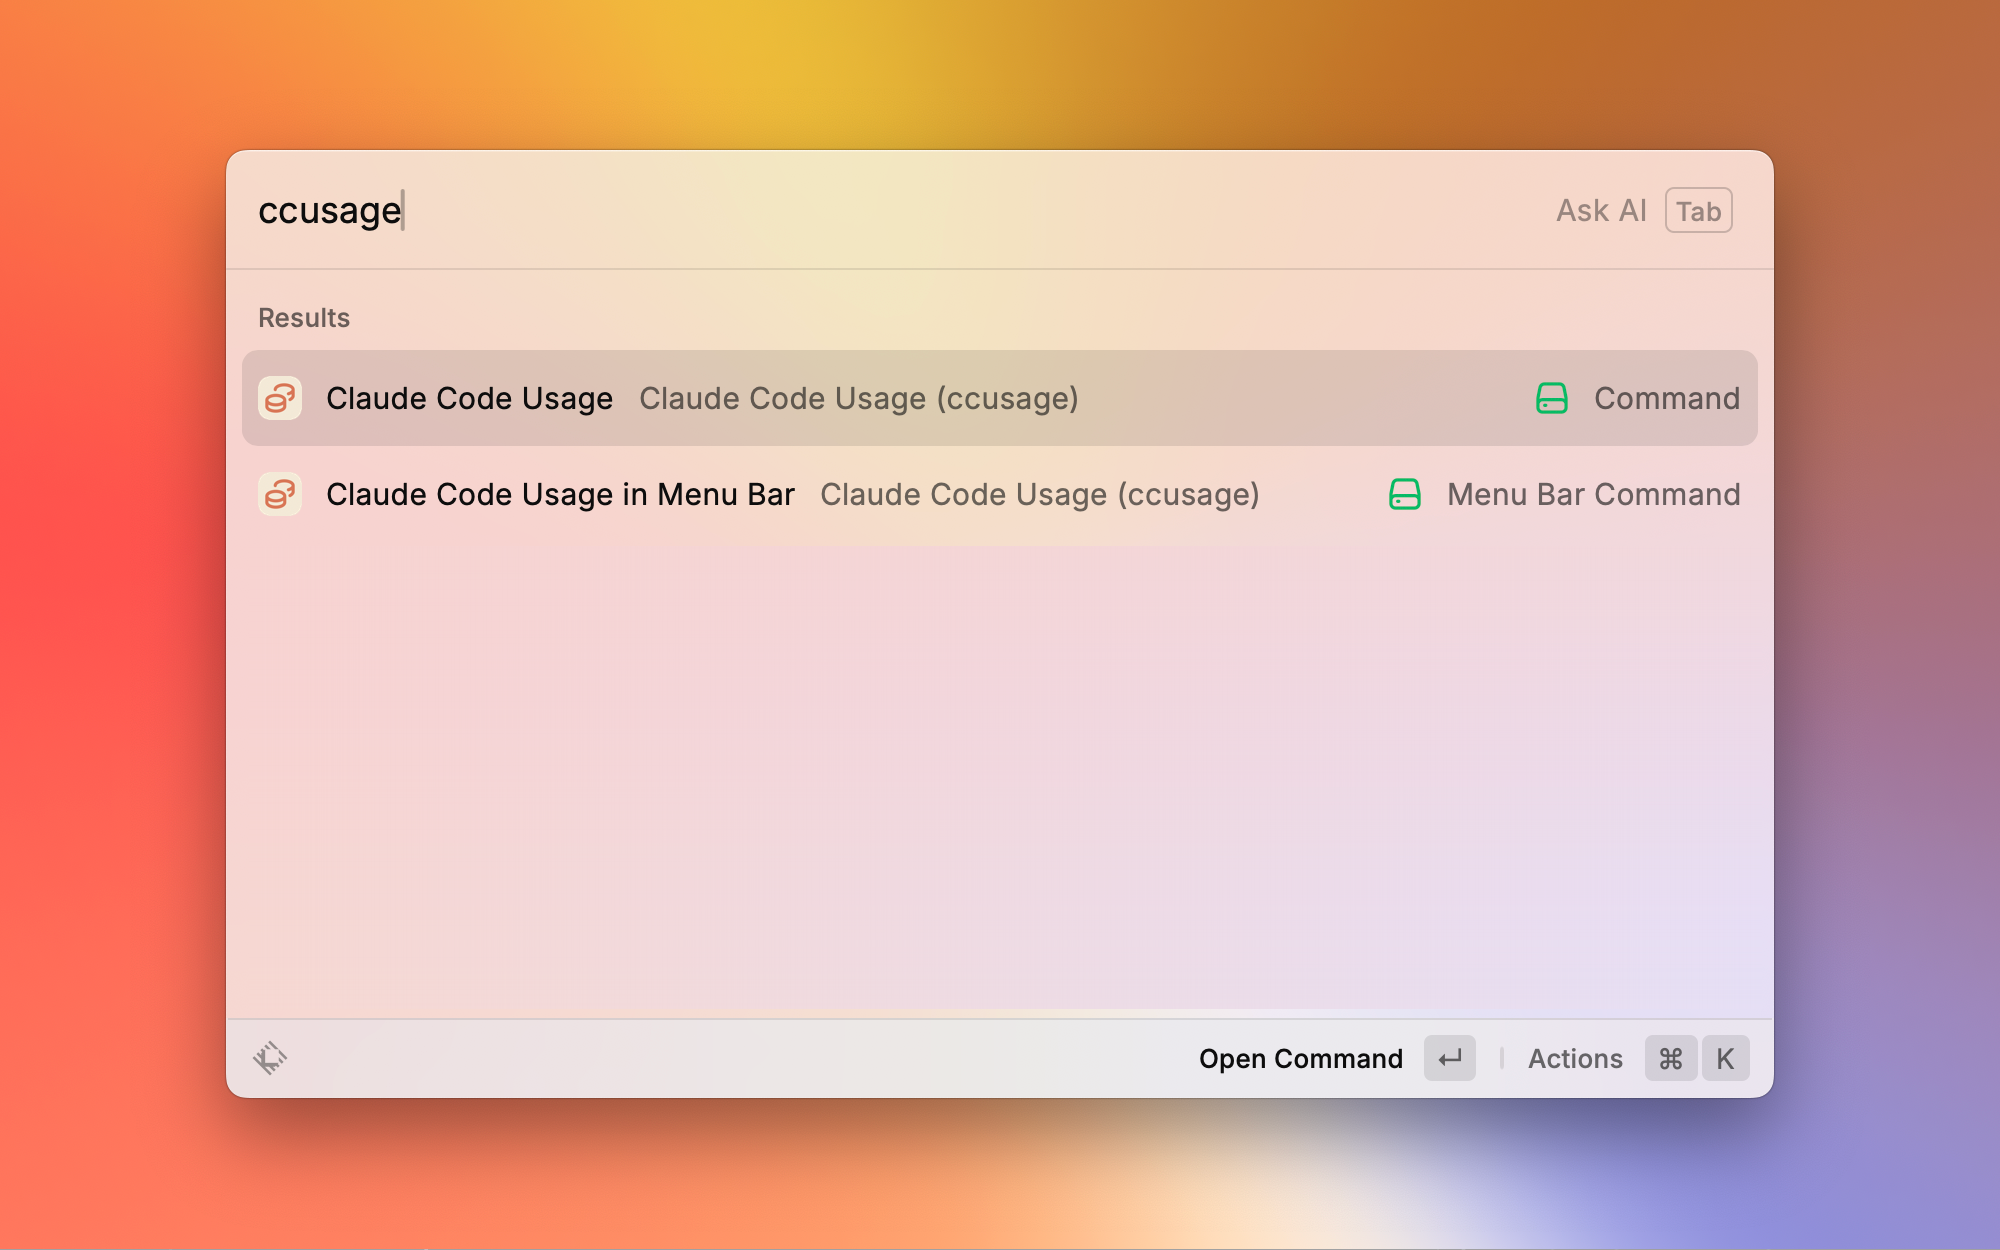 ccusage Ask AI Tab
Results
Claude Code Usage Claude Code Usage (ccusage) Command
Claude Code Usage in Menu Bar Claude Code Usage (ccusage) Menu Bar Command
Open Command ↵ Actions ⌘ K